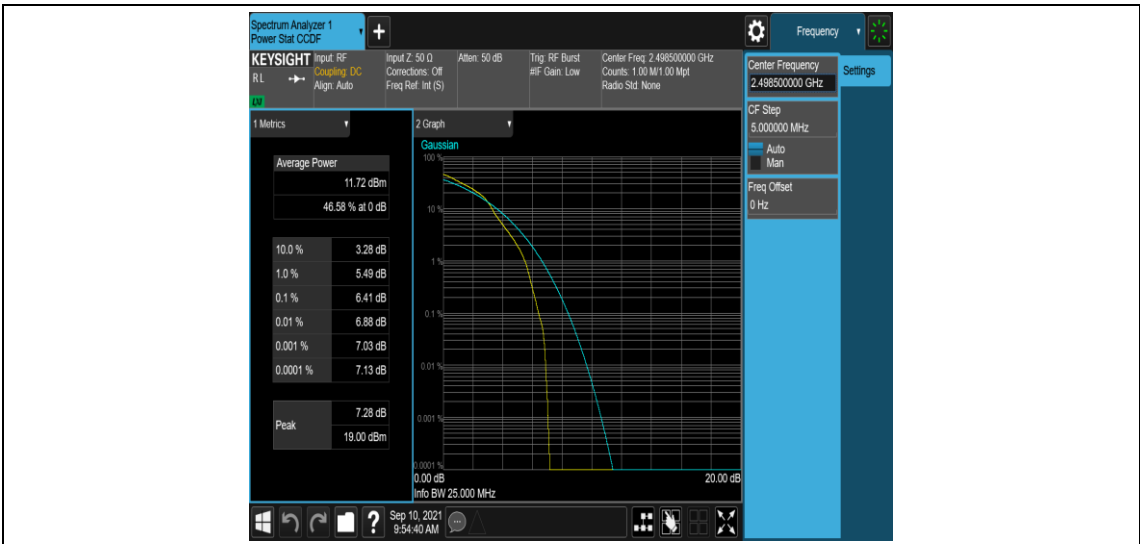 Spectrum Analyzer 1
Power Stat CCDF
+
Frequency
KEYSIGHT
RL
LXI
Input: RF
Coupling: DC
Align: Auto
Input Z: 50 Ω
Corrections: Off
Freq Ref: Int (S)
Atten: 50 dB
Trig: RF Burst
#IF Gain: Low
Center Freq: 2.498500000 GHz
Counts: 1.00 M/1.00 Mpt
Radio Std: None
Center Frequency
2.498500000 GHz
Settings
CF Step
5.000000 MHz
Auto
Man
Freq Offset
0 Hz
1 Metrics
Average Power
11.72 dBm
46.58 % at 0 dB
10.0 % 3.28 dB
1.0 % 5.49 dB
0.1 % 6.41 dB
0.01 % 6.88 dB
0.001 % 7.03 dB
0.0001 % 7.13 dB
Peak
7.28 dB
19.00 dBm
2 Graph
Gaussian
100 %
10 %
1 %
0.1 %
0.01 %
0.001 %
0.0001 %
0.00 dB
20.00 dB
Info BW 25.000 MHz
?
Sep 10, 2021
9:54:40 AM